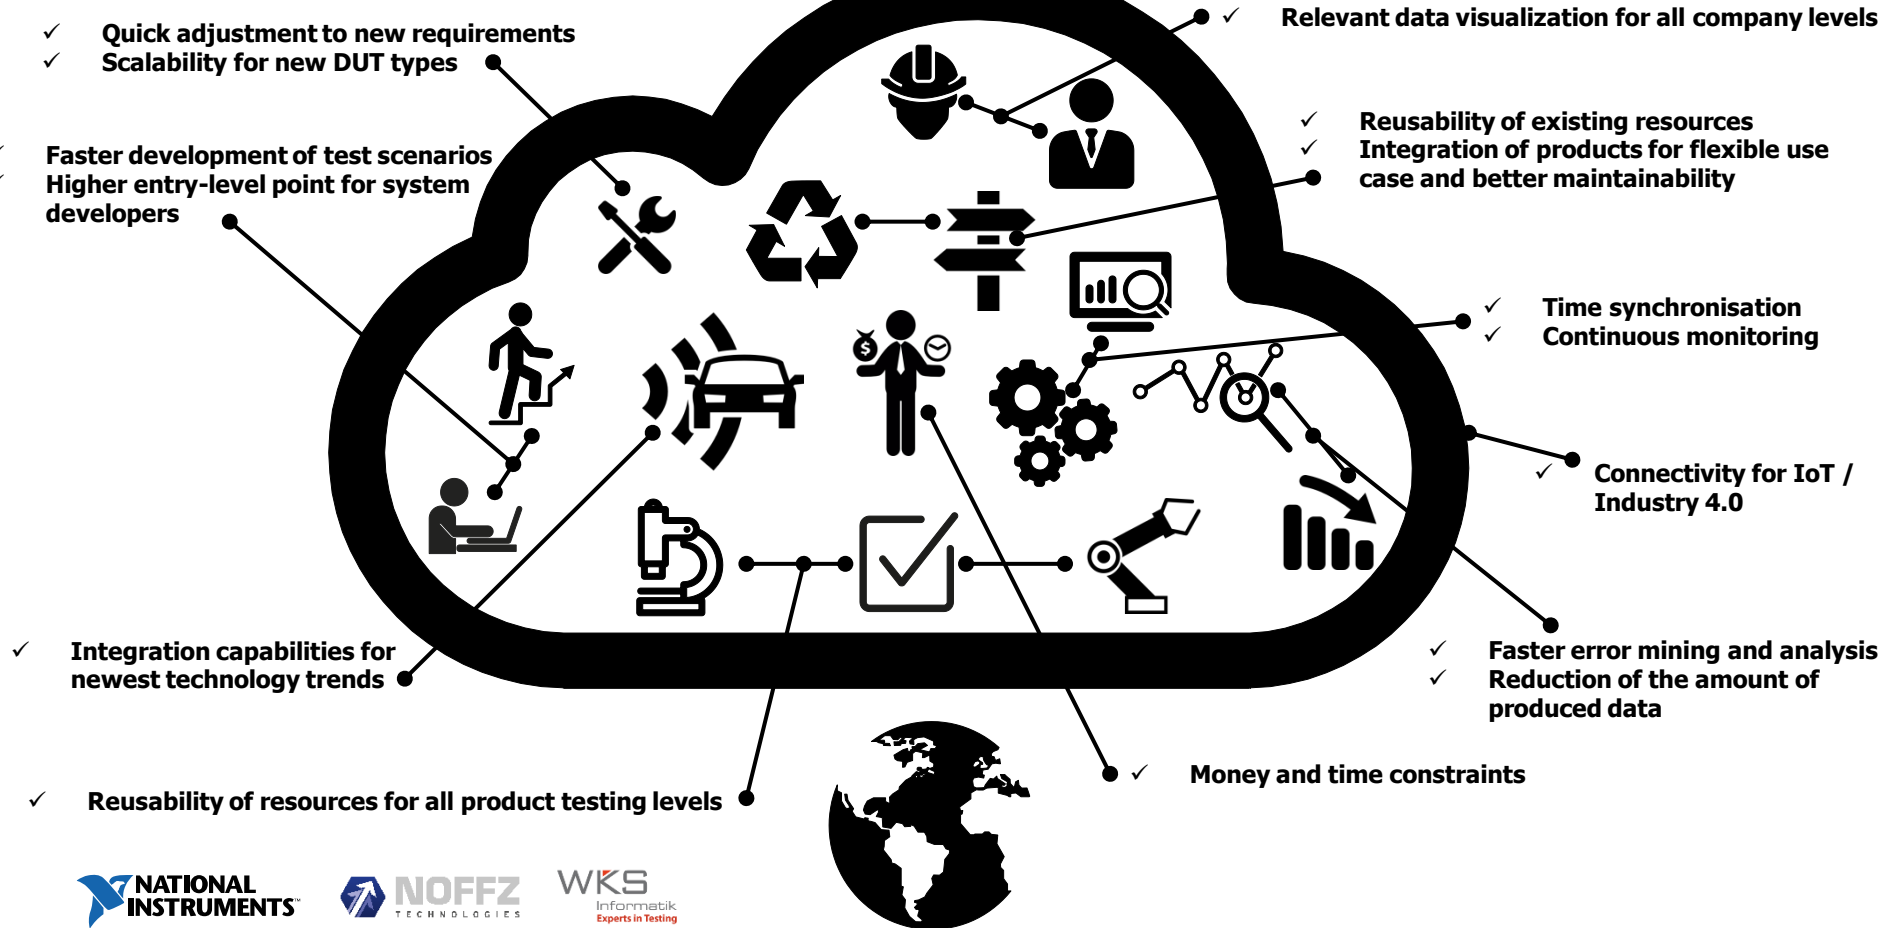 Quick adjustment to new requirements
Scalability for new DUT types
Faster development of test scenarios
Higher entry-level point for system
developers
Relevant data visualization for all company levels
Reusability of existing resources
Integration of products for flexible use
case and better maintainability
Time synchronisation
Continuous monitoring
$
Connectivity for IoT /
Industry 4.0
Integration capabilities for
newest technology trends
Faster error mining and analysis
Reduction of the amount of
produced data
Money and time constraints
Reusability of resources for all product testing levels
NATIONAL
INSTRUMENTS™
NOFFZ
TECHNOLOGIES
WKS
Informatik
Experts in Testing